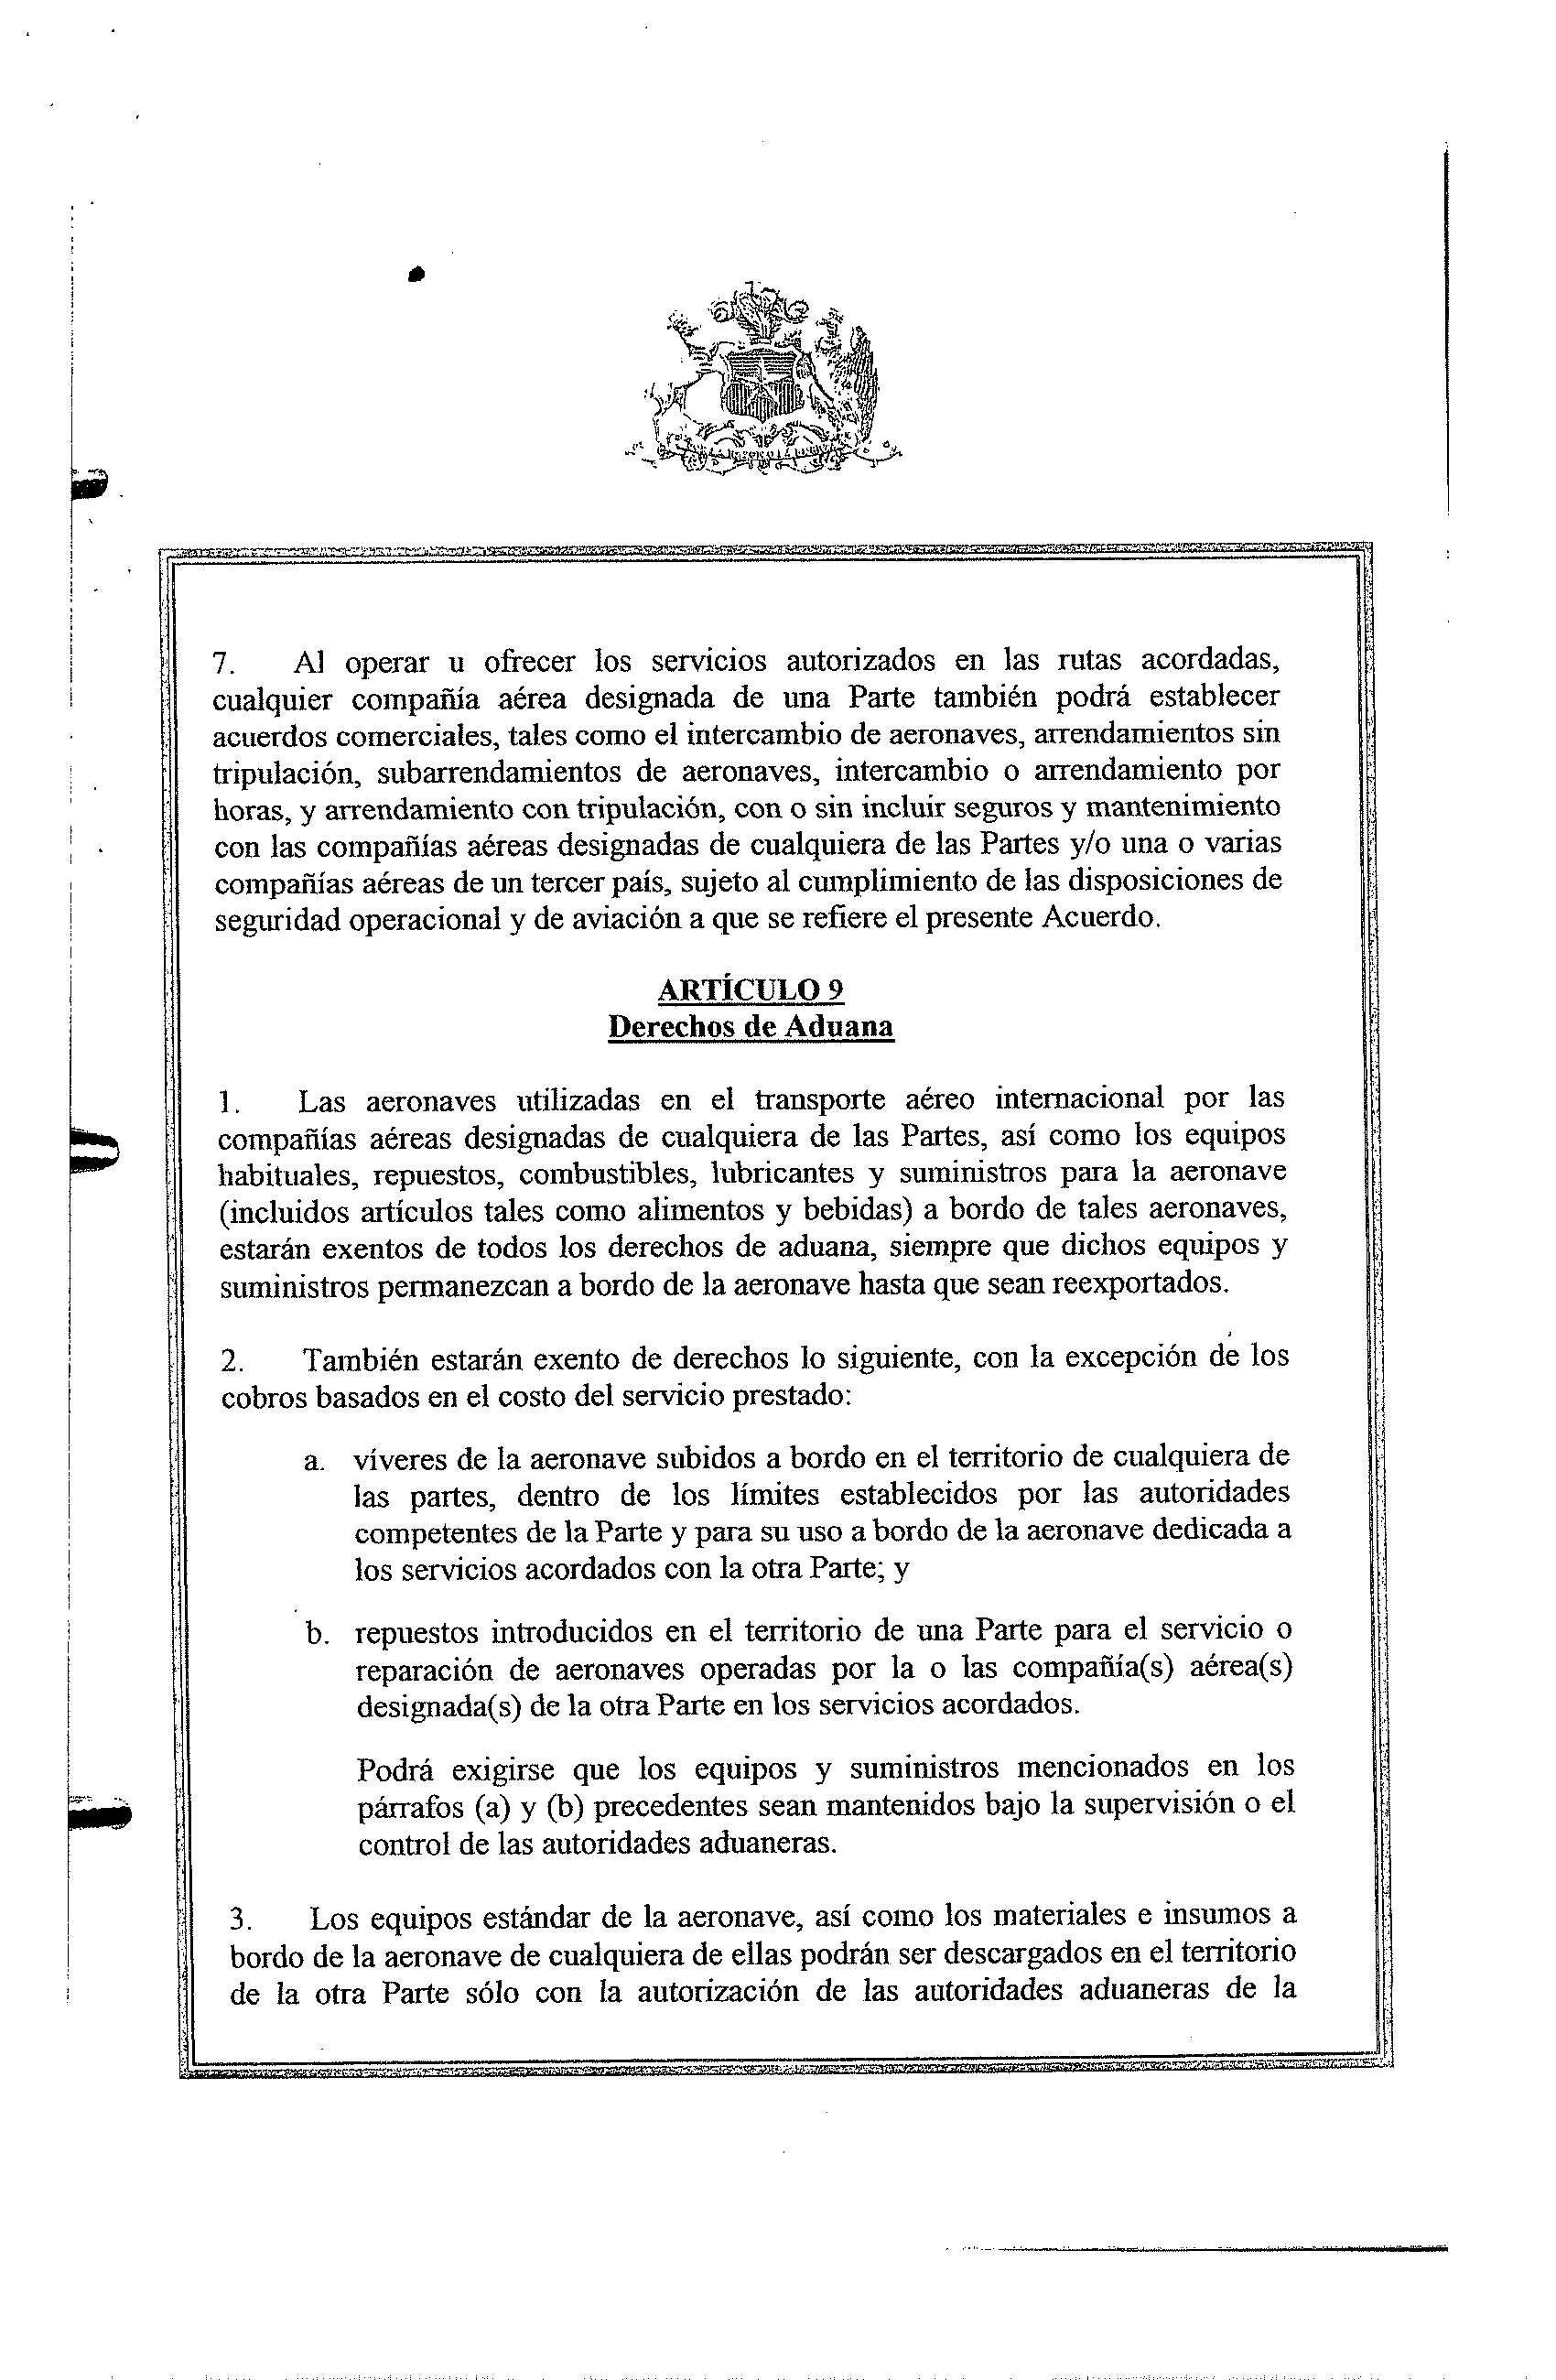 7. Al operar u ofrecer los servicios autorizados en las rutas acordadas,
cualquier compañía aérea designada de una Parte también podrá establecer
acuerdos comerciales, tales como el intercambio de aeronaves, arrendamientos sin
tripulación, subarrendamientos de aeronaves, intercambio o arrendamiento por
horas, y arrendamiento con tripulación, con o sin incluir seguros y mantenimiento
con las compañías aéreas designadas de cualquiera de las Partes y/o una o varias
compañías aéreas de un tercer país, sujeto al cumplimiento de las disposiciones de
seguridad operacional y de aviación a que se refiere el presente Acuerdo.
ARTÍCULO 9
Derechos de Aduana
1. Las aeronaves utilizadas en el transporte aéreo internacional por las
compañías aéreas designadas de cualquiera de las Partes, así como los equipos
habituales, repuestos, combustibles, lubricantes y suministros para la aeronave
(incluidos artículos tales como alimentos y bebidas) a bordo de tales aeronaves,
estarán exentos de todos los derechos de aduana, siempre que dichos equipos y
suministros permanezcan a bordo de la aeronave hasta que sean reexportados.
2. También estarán exento de derechos lo siguiente, con la excepción de los
cobros basados en el costo del servicio prestado:
a. víveres de la aeronave subidos a bordo en el territorio de cualquiera de
las partes, dentro de los límites establecidos por las autoridades
competentes de la Parte y para su uso a bordo de la aeronave dedicada a
los servicios acordados con la otra Parte; y
b. repuestos introducidos en el territorio de una Parte para el servicio o
reparación de aeronaves operadas por la o las compañía(s) aérea(s)
designada(s) de la otra Parte en los servicios acordados.
Podrá exigirse que los equipos y suministros mencionados en los
párrafos (a) y (b) precedentes sean mantenidos bajo la supervisión o el
control de las autoridades aduaneras.
3. Los equipos estándar de la aeronave, así como los materiales e insumos a
bordo de la aeronave de cualquiera de ellas podrán ser descargados en el territorio
de la otra Parte sólo con la autorización de las autoridades aduaneras de la